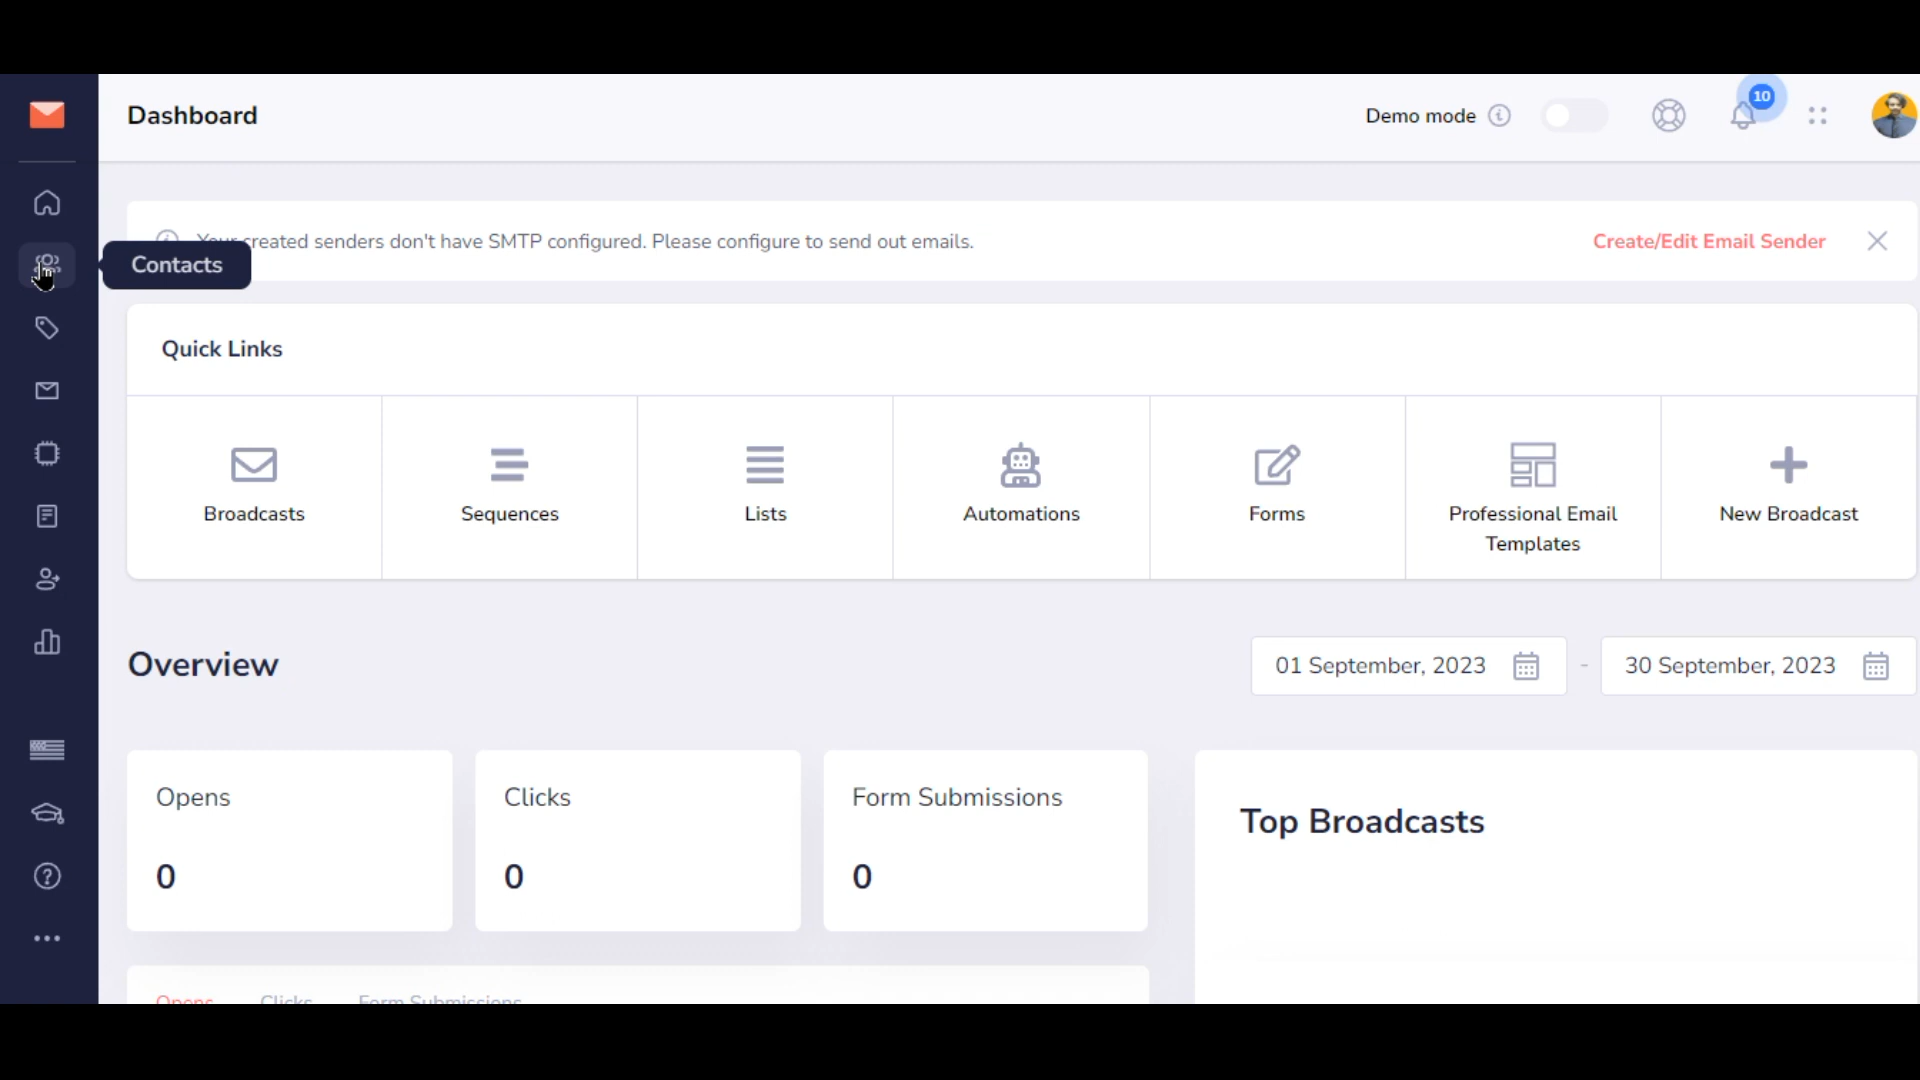 Dashboard
Demo mode
10
Contacts
Your created senders don't have SMTP configured. Please configure to send out emails.
Create/Edit Email Sender
Quick Links
Broadcasts
Sequences
Lists
Automations
Forms
Professional Email
Templates
New Broadcast
Overview
01 September, 2023 - 30 September, 2023
Opens
Clicks
Form Submissions
Top Broadcasts
0
0
0
Opens
Clicks
Form Submissions